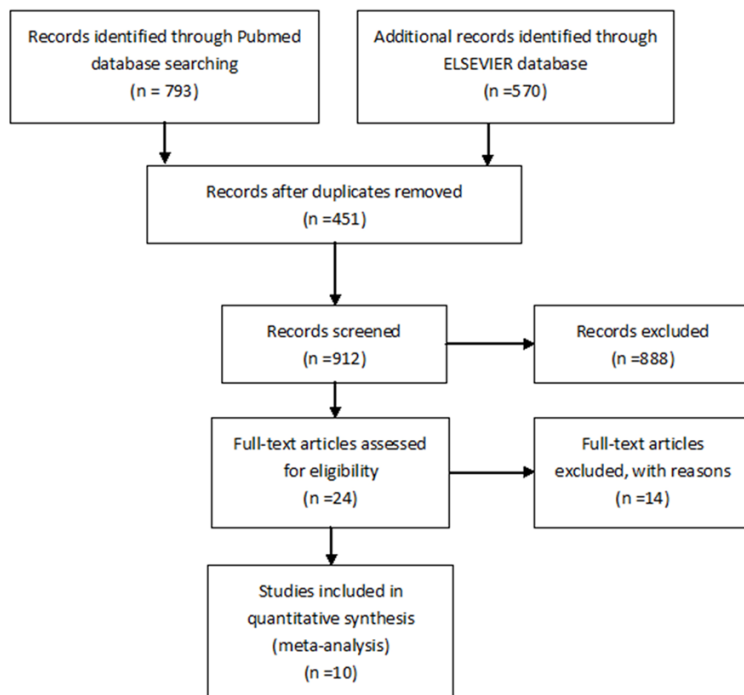 Records identified through Pubmed
database searching
(n = 793)
Additional records identified through
ELSEVIER database
(n =570)
Records after duplicates removed
(n =451)
Records screened
(n =912)
Records excluded
(n =888)
Full-text articles assessed
for eligibility
(n =24)
Full-text articles
excluded, with reasons
(n =14)
Studies included in
quantitative synthesis
(meta-analysis)
(n =10)